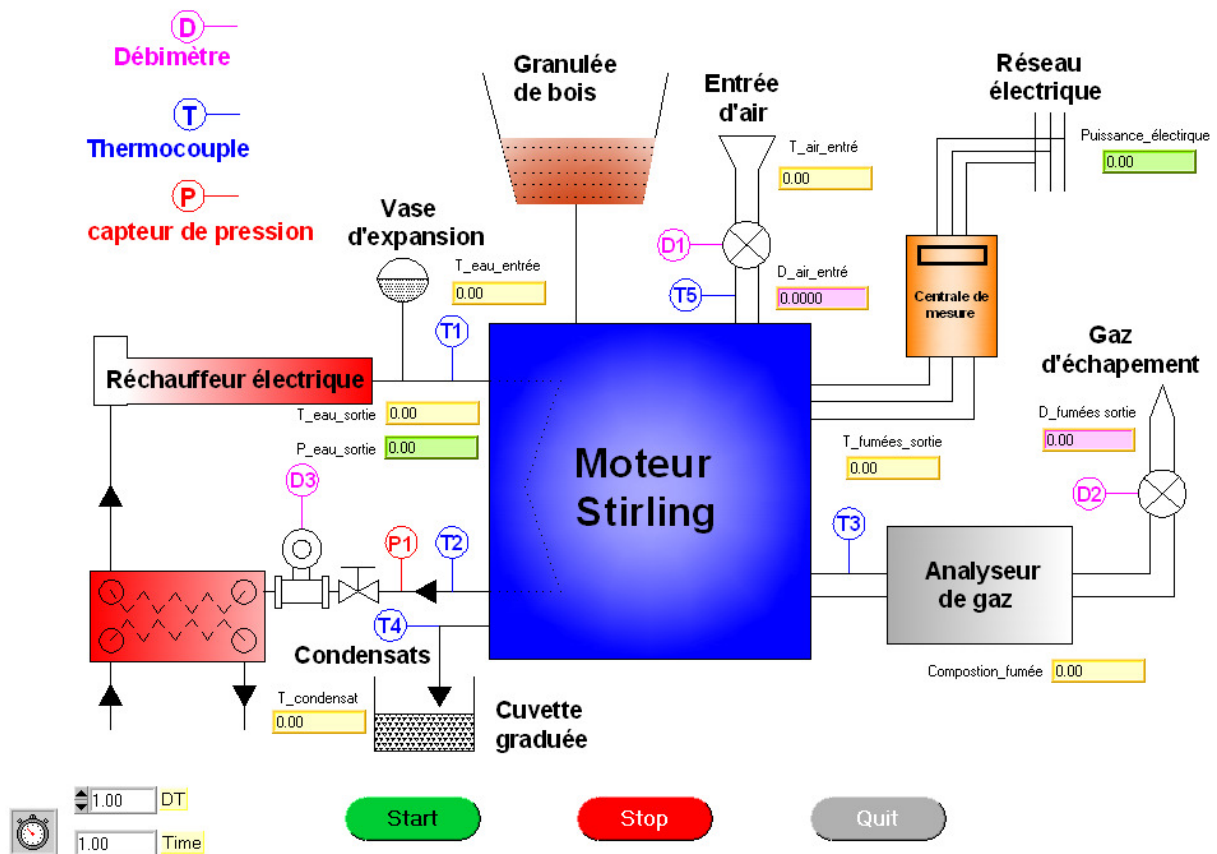 D
Débimètre
T
Thermocouple
P
capteur de pression
Granulée
de bois
Entrée
d'air
Réseau
électrique
Puissance_électirque
0.00
T_air_entré
0.00
Vase
d'expansion
T_eau_entrée
0.00
D1
D_air_entré
0.0000
T5
Centrale de
mesure
T1
Gaz
d'échapement
Réchauffeur électrique
T_eau_sortie
0.00
P_eau_sortie
0.00
D_fumées sortie
0.00
T_fumées_sortie
0.00
Moteur
Stirling
D3
D2
P1
T2
T3
Analyseur
de gaz
T4
Condensats
Compostion_fumée
0.00
T_condensat
0.00
Cuvette
graduée
1.00
DT
1.00
Time
Start
Stop
Quit